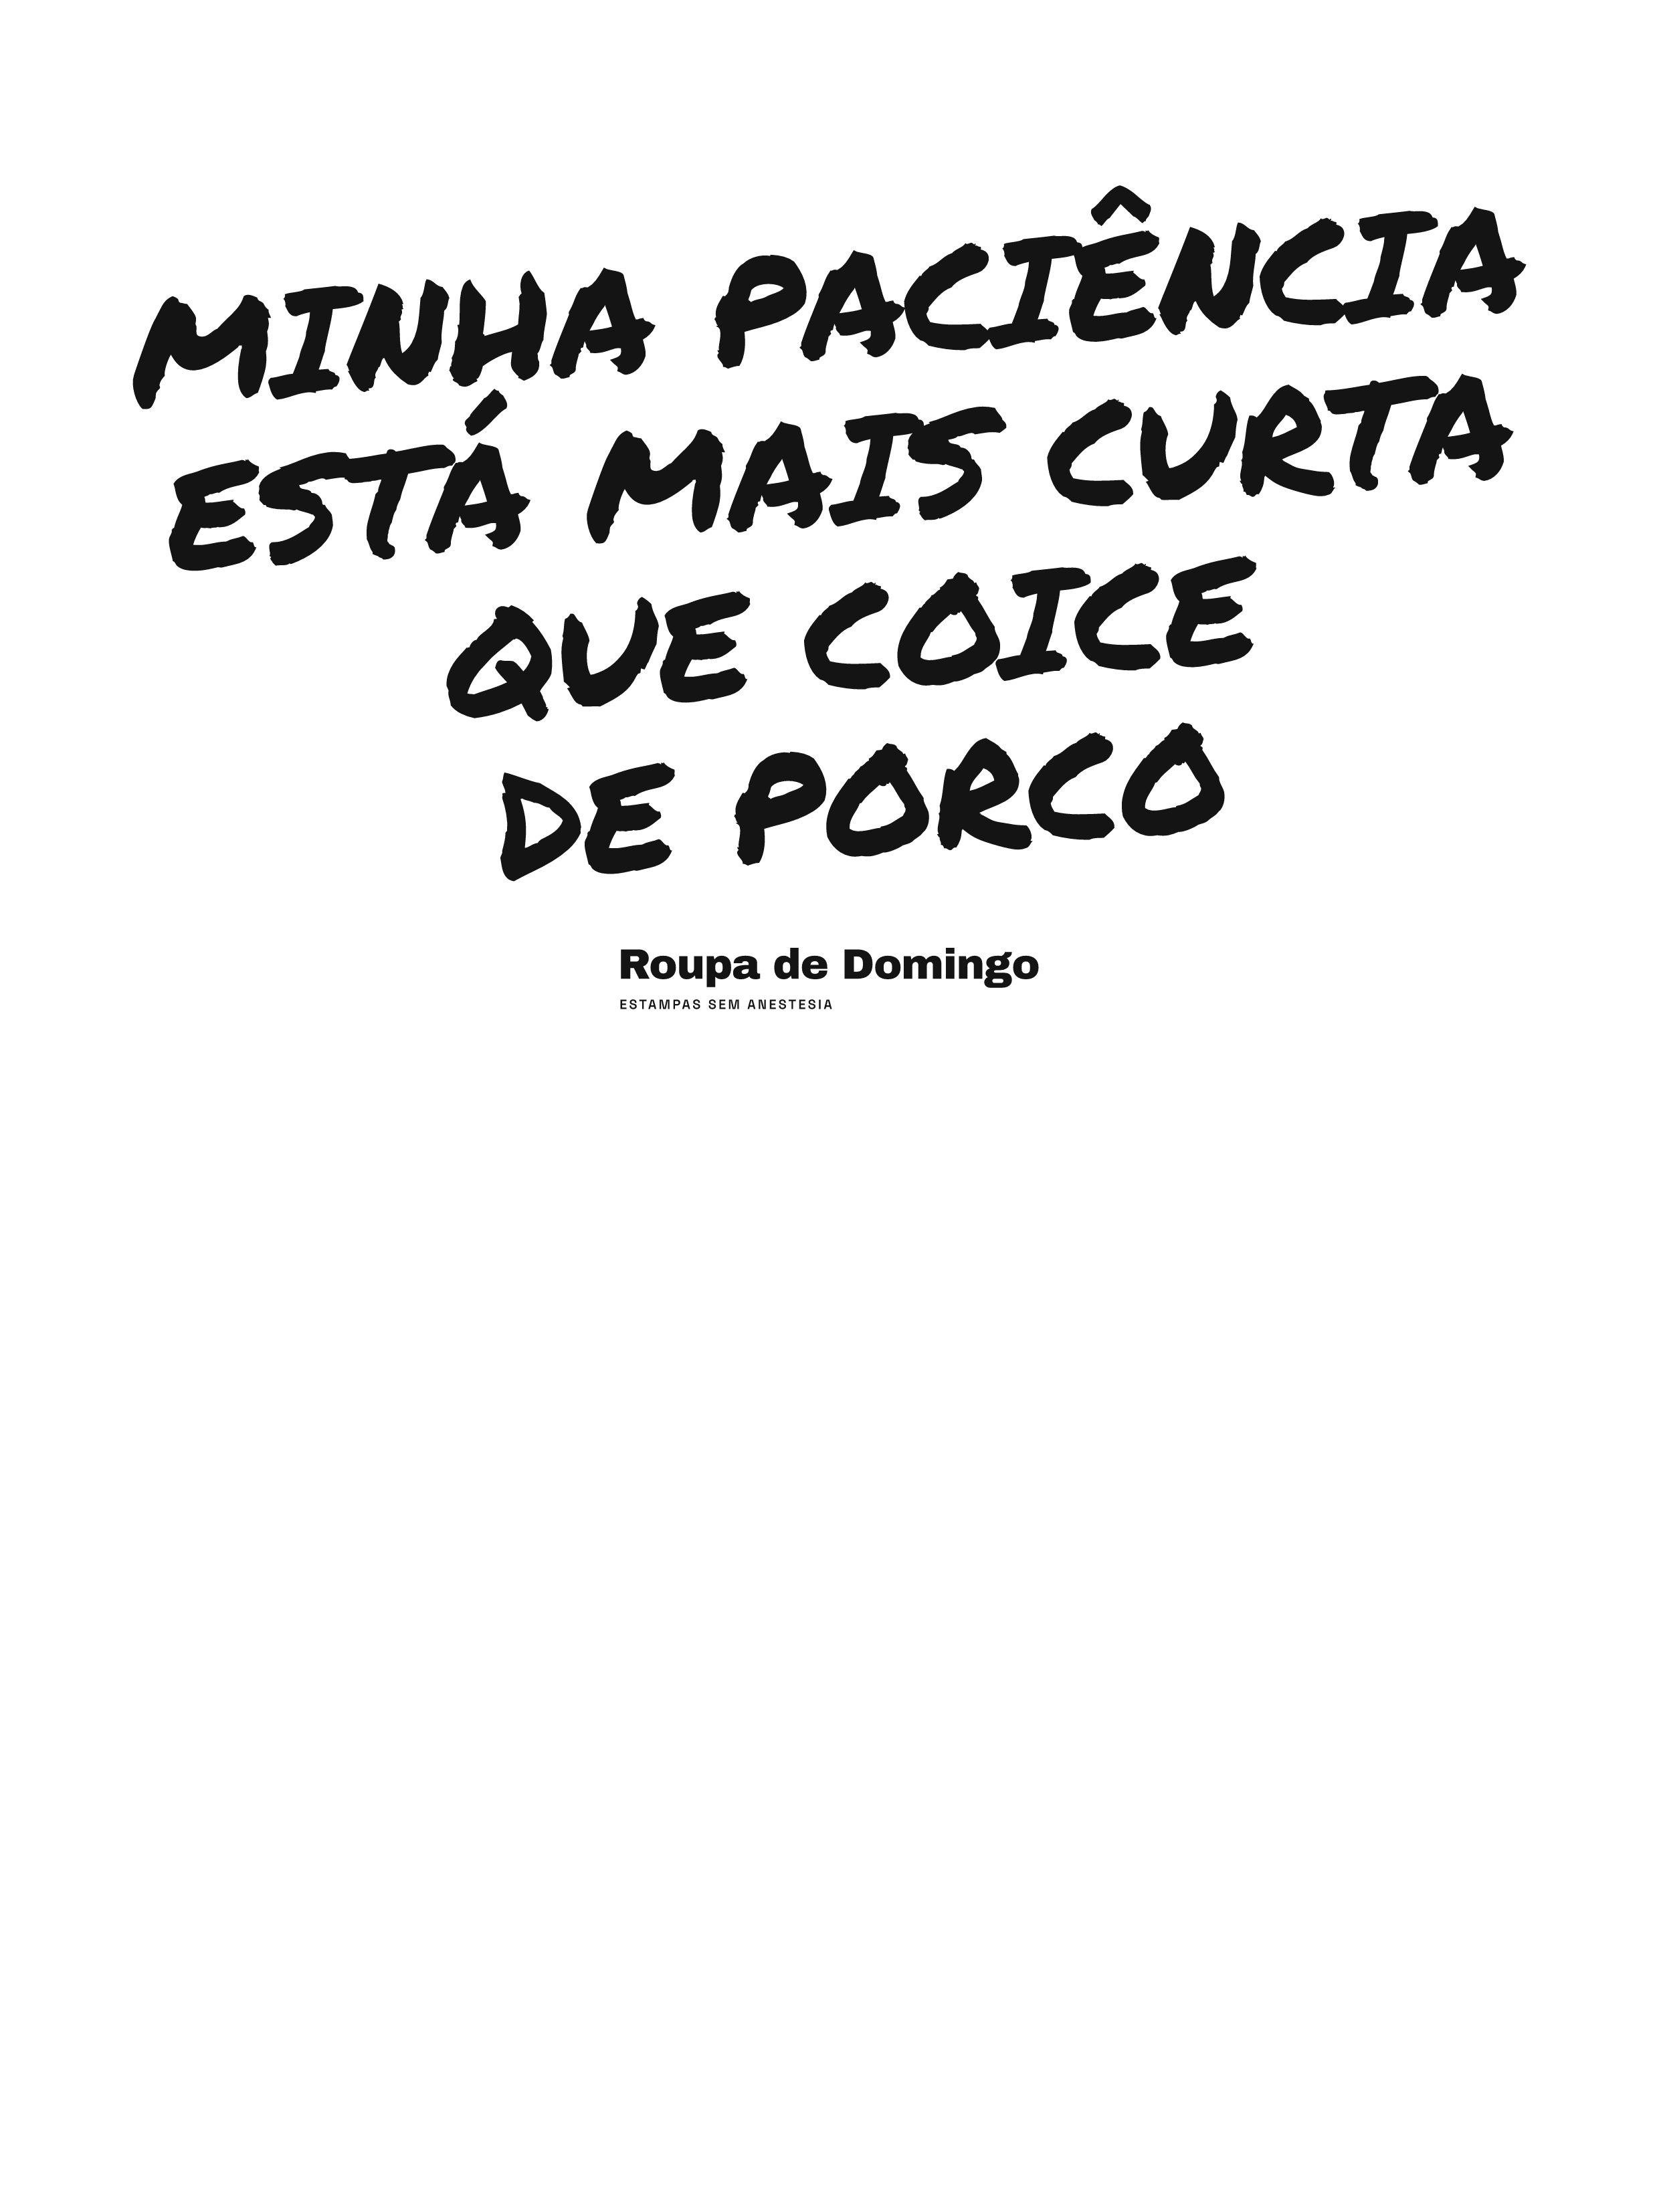 MINHA PACIÊNCIA
ESTÁ MAIS CURTA
QUE COICE
DE PORCO
Roupa de Domingo
ESTAMPAS SEM ANESTESIA